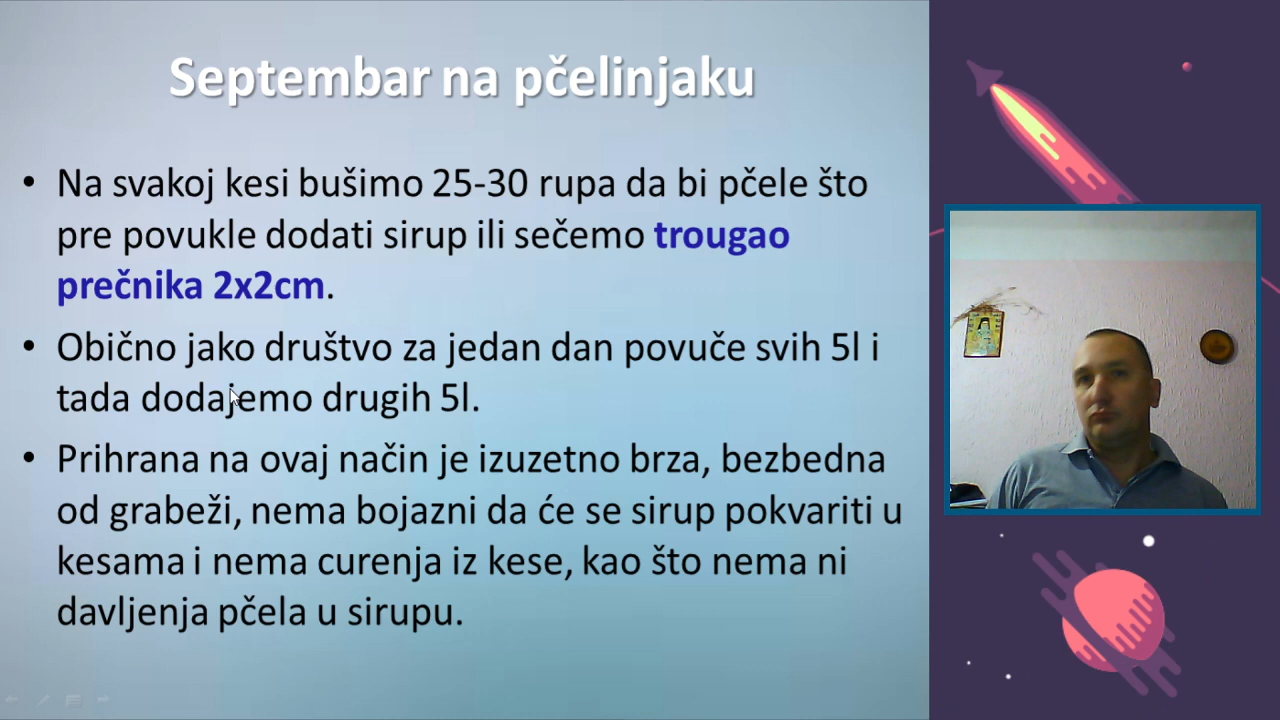 Septembar na pčelinjaku
• Na svakoj kesi bušimo 25-30 rupa da bi pčele što
pre povukle dodati sirup ili sečemo trougao
prečnika 2x2cm.
• Obično jako društvo za jedan dan povuče svih 5l i
tada dodajemo drugih 5l.
• Prihrana na ovaj način je izuzetno brza, bezbedna
od grabeži, nema bojazni da će se sirup pokvariti u
kesama i nema curenja iz kese, kao što nema ni
davljenja pčela u sirupu.